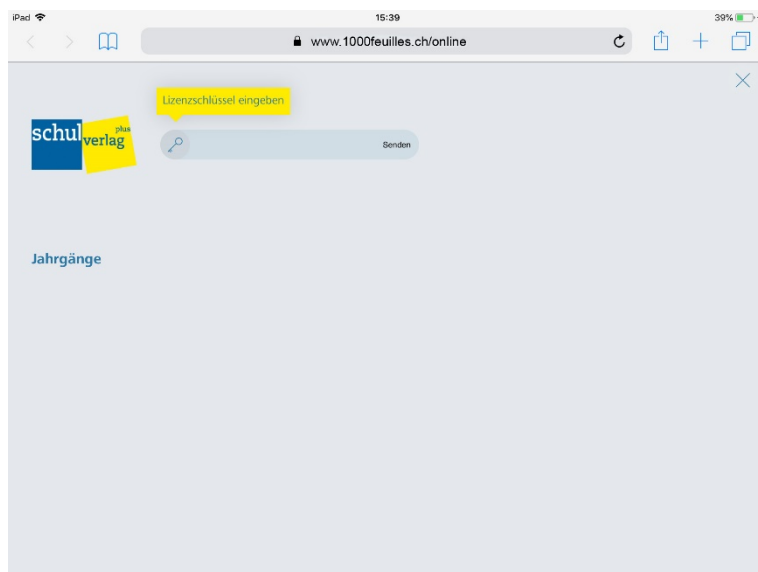 iPad 15:39 39%
www.1000feuilles.ch/online
Lizenzschlüssel eingeben
schul verlag plus
Senden
Jahrgänge